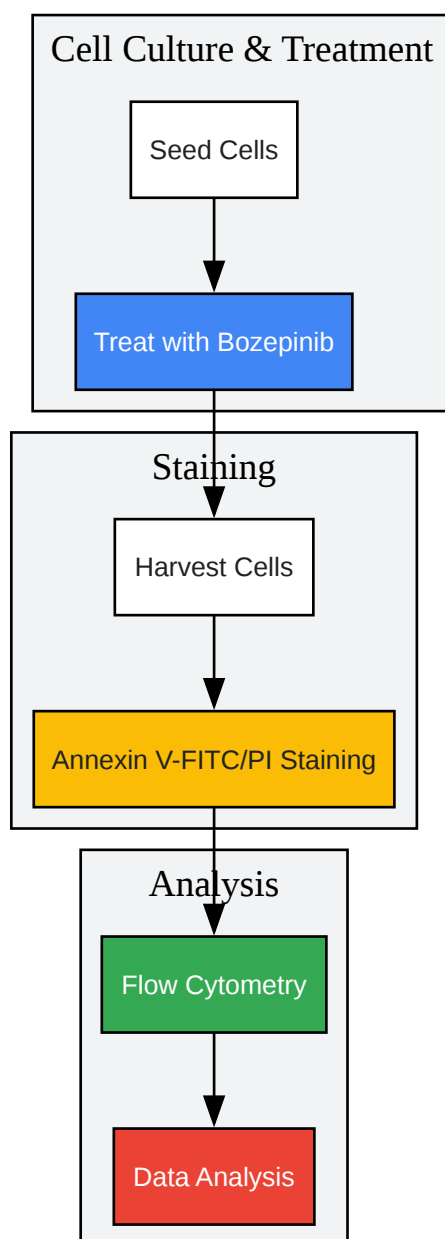 Cell Culture & Treatment
Seed Cells
Treat with Bozepinib
Staining
Harvest Cells
Annexin V-FITC/PI Staining
Analysis
Flow Cytometry
Data Analysis